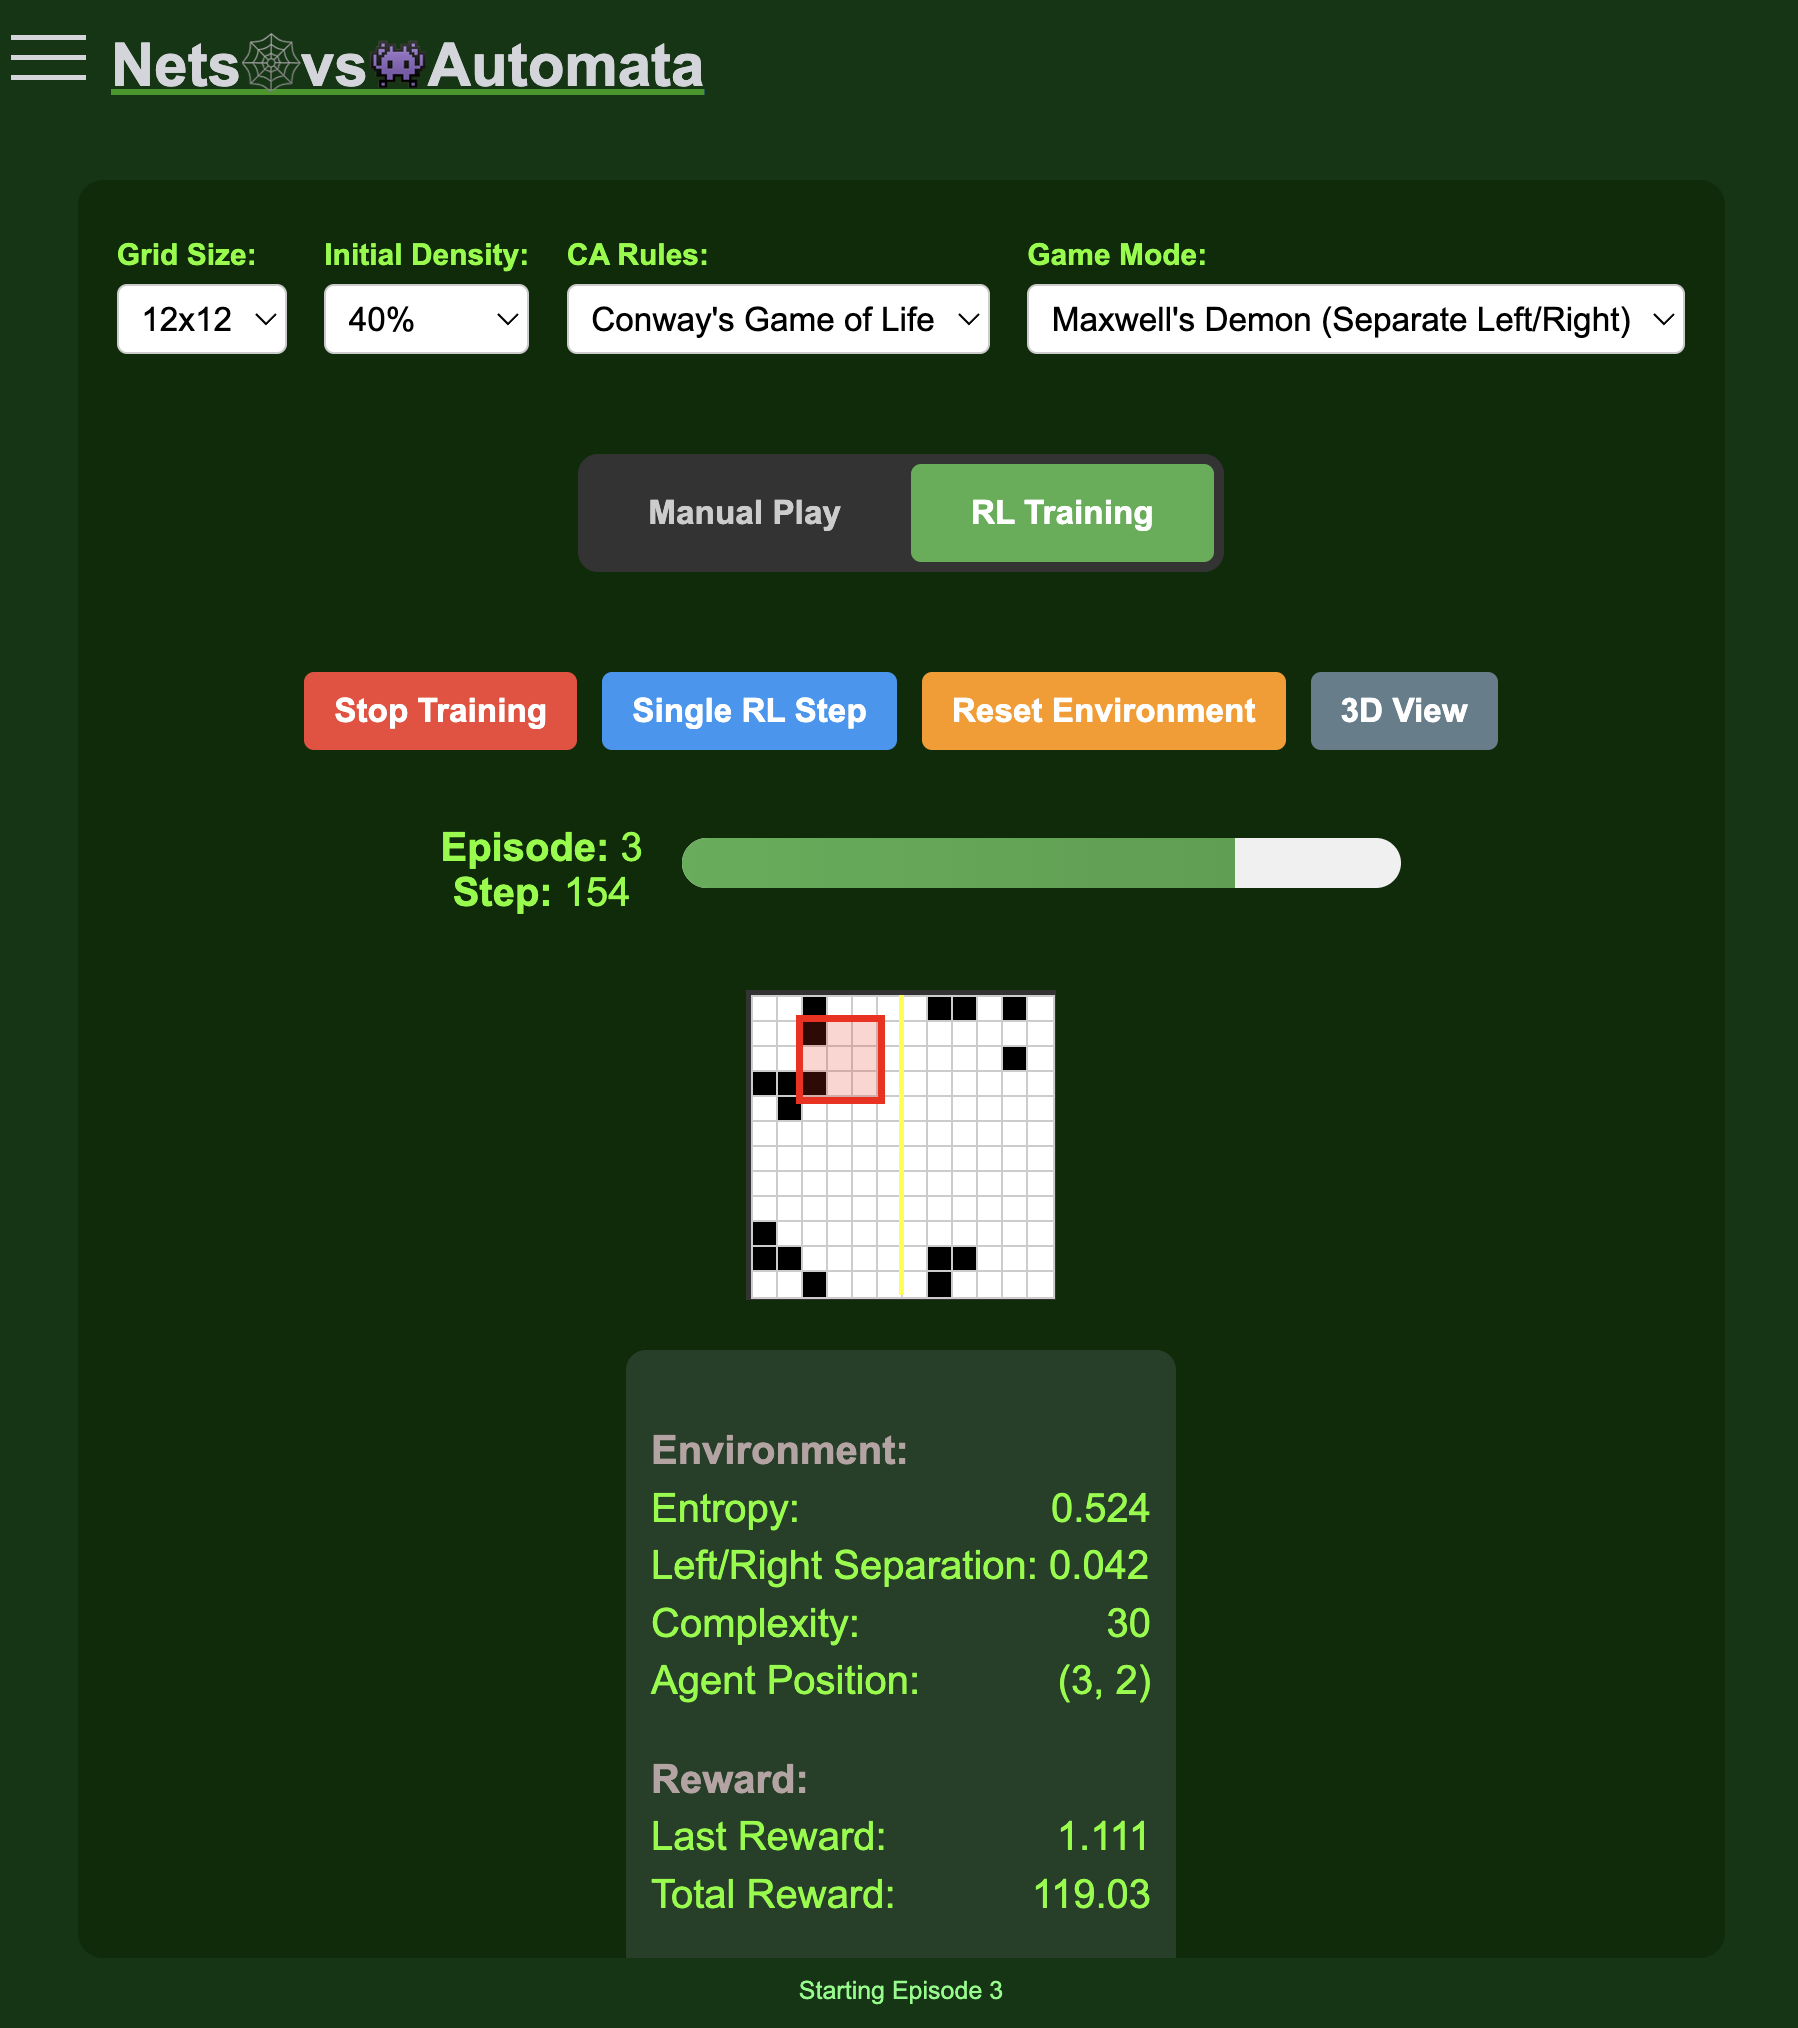 Nets🕸️vs👾Automata
Grid Size: Initial Density: CA Rules: Game Mode:
12x12 40% Conway's Game of Life Maxwell's Demon (Separate Left/Right)
Manual Play RL Training
Stop Training Single RL Step Reset Environment 3D View
Episode: 3
Step: 154
Environment:
Entropy: 0.524
Left/Right Separation: 0.042
Complexity: 30
Agent Position: (3, 2)
Reward:
Last Reward: 1.111
Total Reward: 119.03
Starting Episode 3